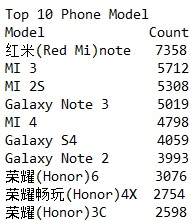 Top 10 Phone Model
Model Count
红米(Red Mi)note 7358
MI 3 5712
MI 2S 5308
Galaxy Note 3 5019
MI 4 4798
Galaxy S4 4059
Galaxy Note 2 3993
荣耀(Honor)6 3076
荣耀畅玩(Honor)4X 2754
荣耀(Honor)3C 2598